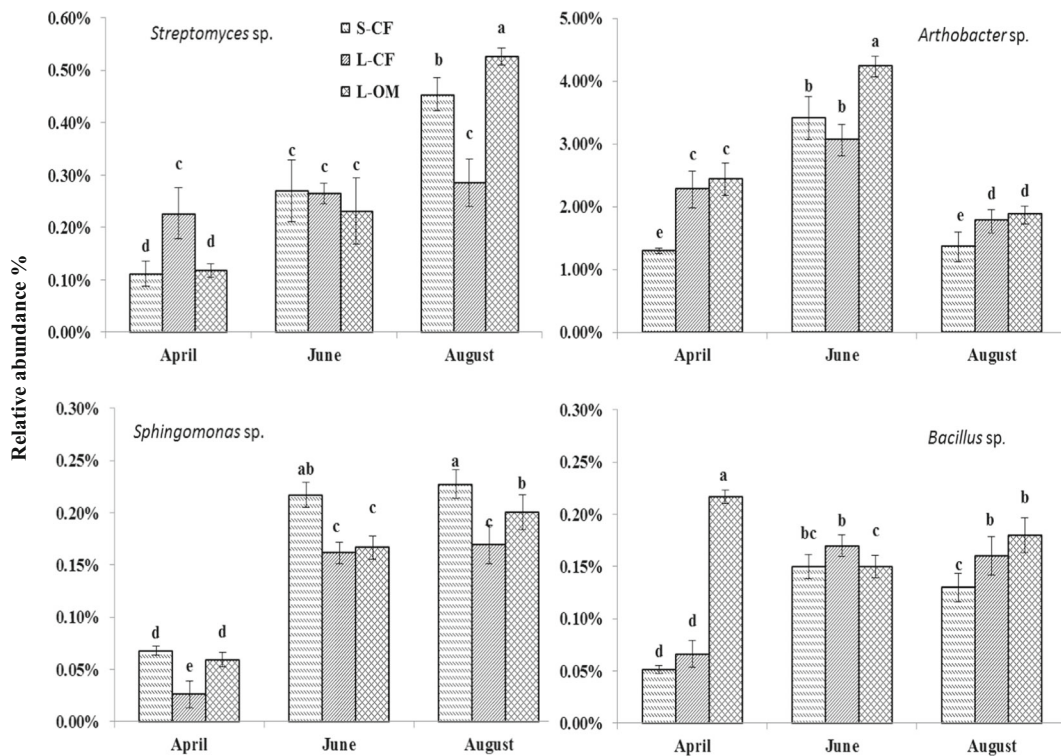 Relative abundance %
Streptomyces sp.
S-CF
L-CF
L-OM
0.60%
0.50%
0.40%
0.30%
0.20%
0.10%
0.00%
d c d
c c c
b c a
April June August
Arthobacter sp.
5.00%
4.00%
3.00%
2.00%
1.00%
0.00%
e c c
b b a
e d d
April June August
Sphingomonas sp.
0.30%
0.25%
0.20%
0.15%
0.10%
0.05%
0.00%
d e d
ab c c
a c b
April June August
Bacillus sp.
0.30%
0.25%
0.20%
0.15%
0.10%
0.05%
0.00%
d d a
bc b c
c b b
April June August